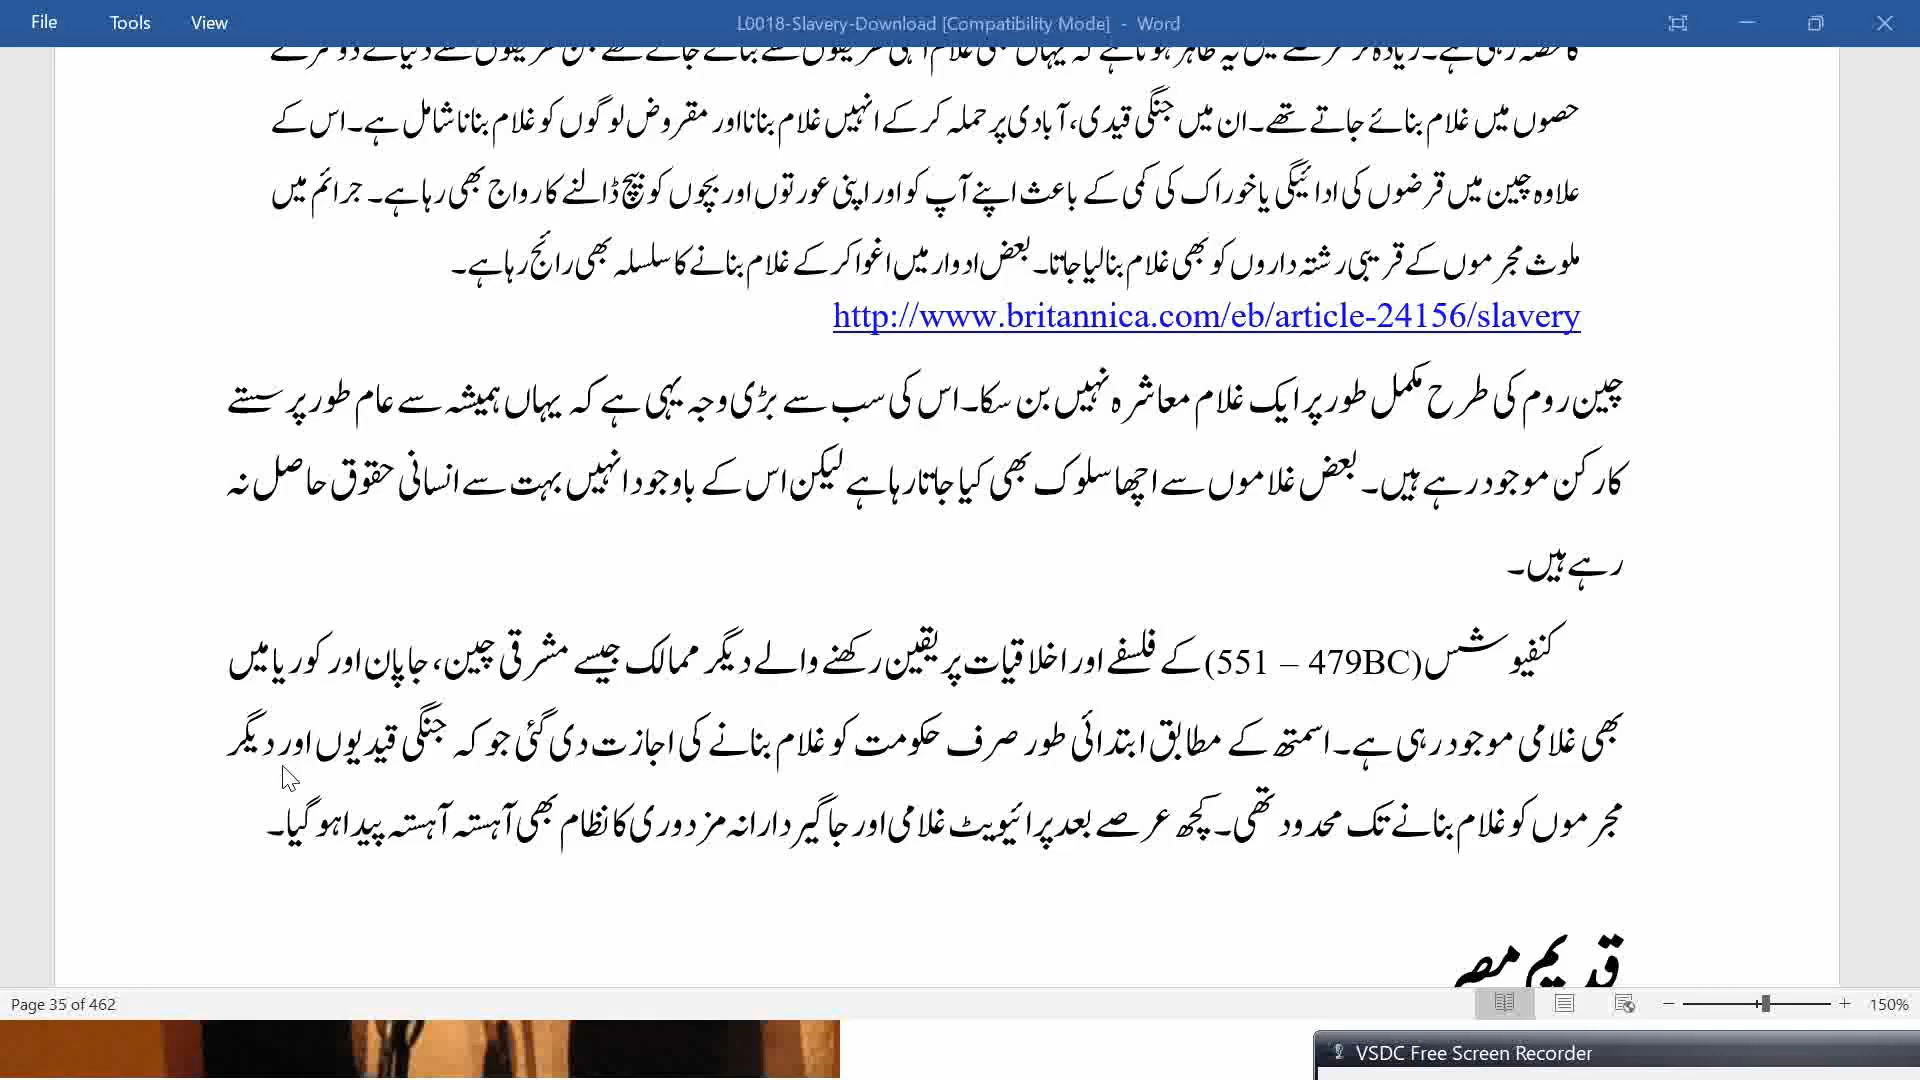 File Tools View L0018-Slavery-Download [Compatibility Mode] - Word
حصوں میں غلام بنائے جاتے تھے۔ ان میں جنگی قیدی، آبادی پر حملہ کر کے انہیں غلام بنانا اور مقروض لوگوں کو غلام بنانا شامل ہے۔ اس کے
علاوہ چین میں قرضوں کی ادائیگی یا خوراک کی کمی کے باعث اپنے آپ کو اور اپنی عورتوں اور بچوں کو بیچ ڈالنے کا رواج بھی رہا ہے۔ جرائم میں
ملوث مجرموں کے قریبی رشتہ داروں کو بھی غلام بنا لیا جاتا۔ بعض ادوار میں اغوا کر کے غلام بنانے کا سلسلہ بھی رائج رہا ہے۔
http://www.britannica.com/eb/article-24156/slavery
چین روم کی طرح مکمل طور پر ایک غلام معاشرہ نہیں بن سکا۔ اس کی سب سے بڑی وجہ یہی ہے کہ یہاں ہمیشہ سے عام طور پر سستے
کارکن موجود رہے ہیں۔ بعض غلاموں سے اچھا سلوک بھی کیا جاتا رہا ہے لیکن اس کے باوجود انہیں بہت سے انسانی حقوق حاصل نہ
رہے ہیں۔
کنفیوشس (551 – 479BC) کے فلسفے اور اخلاقیات پر یقین رکھنے والے دیگر ممالک جیسے مشرقی چین، جاپان اور کوریا میں
بھی غلامی موجود رہی ہے۔ اسمتھ کے مطابق ابتدائی طور صرف حکومت کو غلام بنانے کی اجازت دی گئی جو کہ جنگی قیدیوں اور دیگر
مجرموں کو غلام بنانے تک محدود تھی۔ کچھ عرصے بعد پرائیویٹ غلامی اور جاگیردارانہ مزدوری کا نظام بھی آہستہ آہستہ پیدا ہو گیا۔
قدیم مصر
Page 35 of 462 150%
VSDC Free Screen Recorder